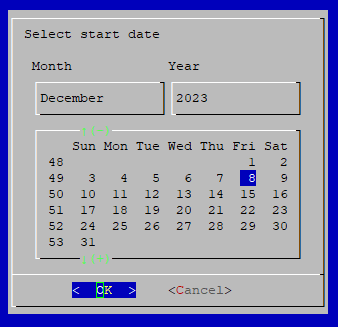 Select start date
Month Year
December 2023
Sun Mon Tue Wed Thu Fri Sat
48 1 2
49 3 4 5 6 7 8 9
50 10 11 12 13 14 15 16
51 17 18 19 20 21 22 23
52 24 25 26 27 28 29 30
53 31
< OK > <Cancel>